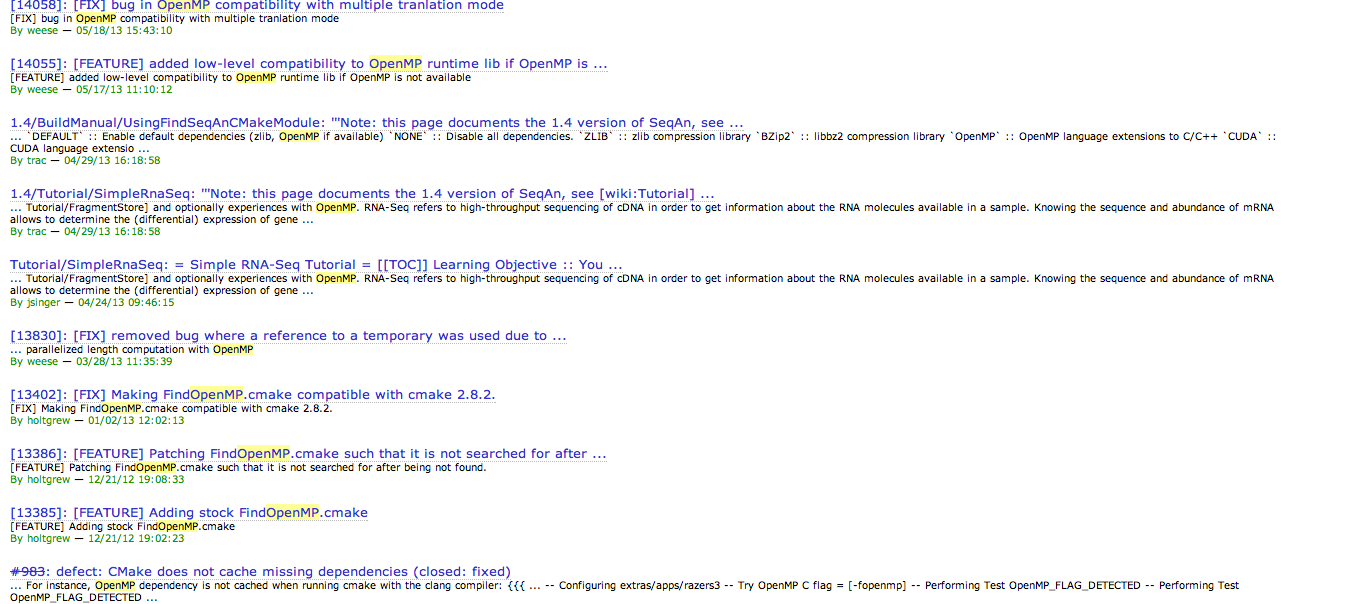 [14058]: [FIX] bug in OpenMP compatibility with multiple tranlation mode
[FIX] bug in OpenMP compatibility with multiple tranlation mode
By weese — 05/18/13 15:43:10
[14055]: [FEATURE] added low-level compatibility to OpenMP runtime lib if OpenMP is ...
[FEATURE] added low-level compatibility to OpenMP runtime lib if OpenMP is not available
By weese — 05/17/13 11:10:12
1.4/BuildManual/UsingFindSeqAnCMakeModule: '''Note: this page documents the 1.4 version of SeqAn, see ...
... `DEFAULT` :: Enable default dependencies (zlib, OpenMP if available) `NONE` :: Disable all dependencies. `ZLIB` :: zlib compression library `BZip2` :: libbz2 compression library `OpenMP` :: OpenMP language extensions to C/C++ `CUDA` ::
CUDA language extensio ...
By trac — 04/29/13 16:18:58
1.4/Tutorial/SimpleRnaSeq: '''Note: this page documents the 1.4 version of SeqAn, see [wiki:Tutorial] ...
... Tutorial/FragmentStore] and optionally experiences with OpenMP. RNA-Seq refers to high-throughput sequencing of cDNA in order to get information about the RNA molecules available in a sample. Knowing the sequence and abundance of mRNA
allows to determine the (differential) expression of gene ...
By trac — 04/29/13 16:18:58
Tutorial/SimpleRnaSeq: = Simple RNA-Seq Tutorial = [[TOC]] Learning Objective :: You ...
... Tutorial/FragmentStore] and optionally experiences with OpenMP. RNA-Seq refers to high-throughput sequencing of cDNA in order to get information about the RNA molecules available in a sample. Knowing the sequence and abundance of mRNA
allows to determine the (differential) expression of gene ...
By jsinger — 04/24/13 09:46:15
[13830]: [FIX] removed bug where a reference to a temporary was used due to ...
... parallelized length computation with OpenMP
By weese — 03/28/13 11:35:39
[13402]: [FIX] Making FindOpenMP.cmake compatible with cmake 2.8.2.
[FIX] Making FindOpenMP.cmake compatible with cmake 2.8.2.
By holtgrew — 01/02/13 12:02:13
[13386]: [FEATURE] Patching FindOpenMP.cmake such that it is not searched for after ...
[FEATURE] Patching FindOpenMP.cmake such that it is not searched for after being not found.
By holtgrew — 12/21/12 19:08:33
[13385]: [FEATURE] Adding stock FindOpenMP.cmake
[FEATURE] Adding stock FindOpenMP.cmake
By holtgrew — 12/21/12 19:02:23
#983: defect: CMake does not cache missing dependencies (closed: fixed)
... For instance, OpenMP dependency is not cached when running cmake with the clang compiler: {{{ ... -- Configuring extras/apps/razers3 -- Try OpenMP C flag = [-fopenmp] -- Performing Test OpenMP_FLAG_DETECTED -- Performing Test
OpenMP_FLAG_DETECTED ...